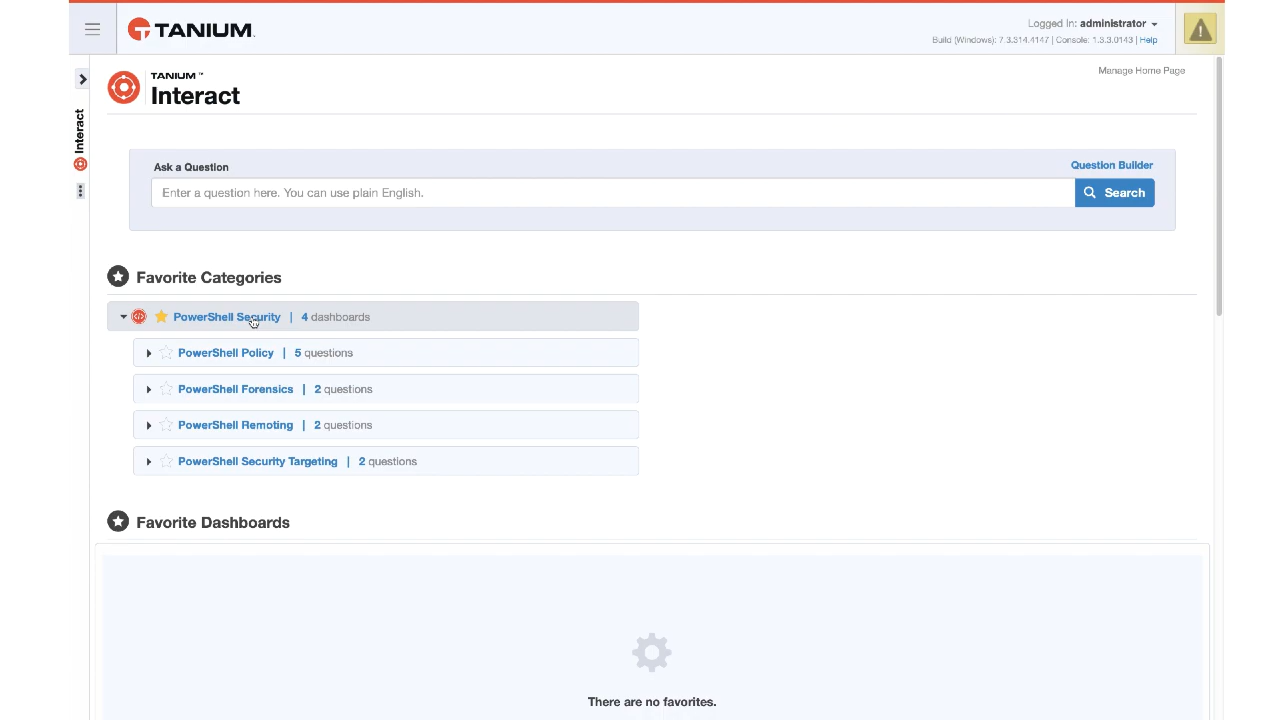 TANIUM
Logged In: administrator
Build (Windows): 7.3.314.4147 | Console: 1.3.3.0143 | Help
Manage Home Page
TANIUM™
Interact
Interact
Ask a Question
Question Builder
Enter a question here. You can use plain English.
Search
Favorite Categories
PowerShell Security | 4 dashboards
PowerShell Policy | 5 questions
PowerShell Forensics | 2 questions
PowerShell Remoting | 2 questions
PowerShell Security Targeting | 2 questions
Favorite Dashboards
There are no favorites.